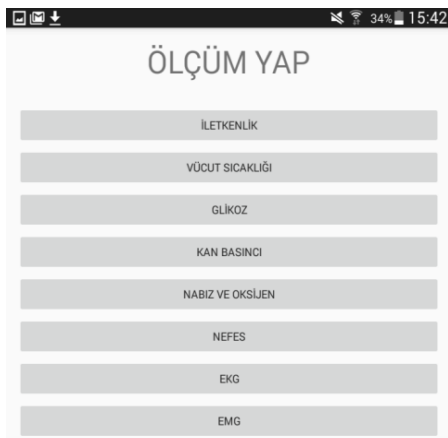 34% 15:42
ÖLÇÜM YAP
İLETKENLİK
VÜCUT SICAKLIĞI
GLİKOZ
KAN BASINCI
NABIZ VE OKSİJEN
NEFES
EKG
EMG